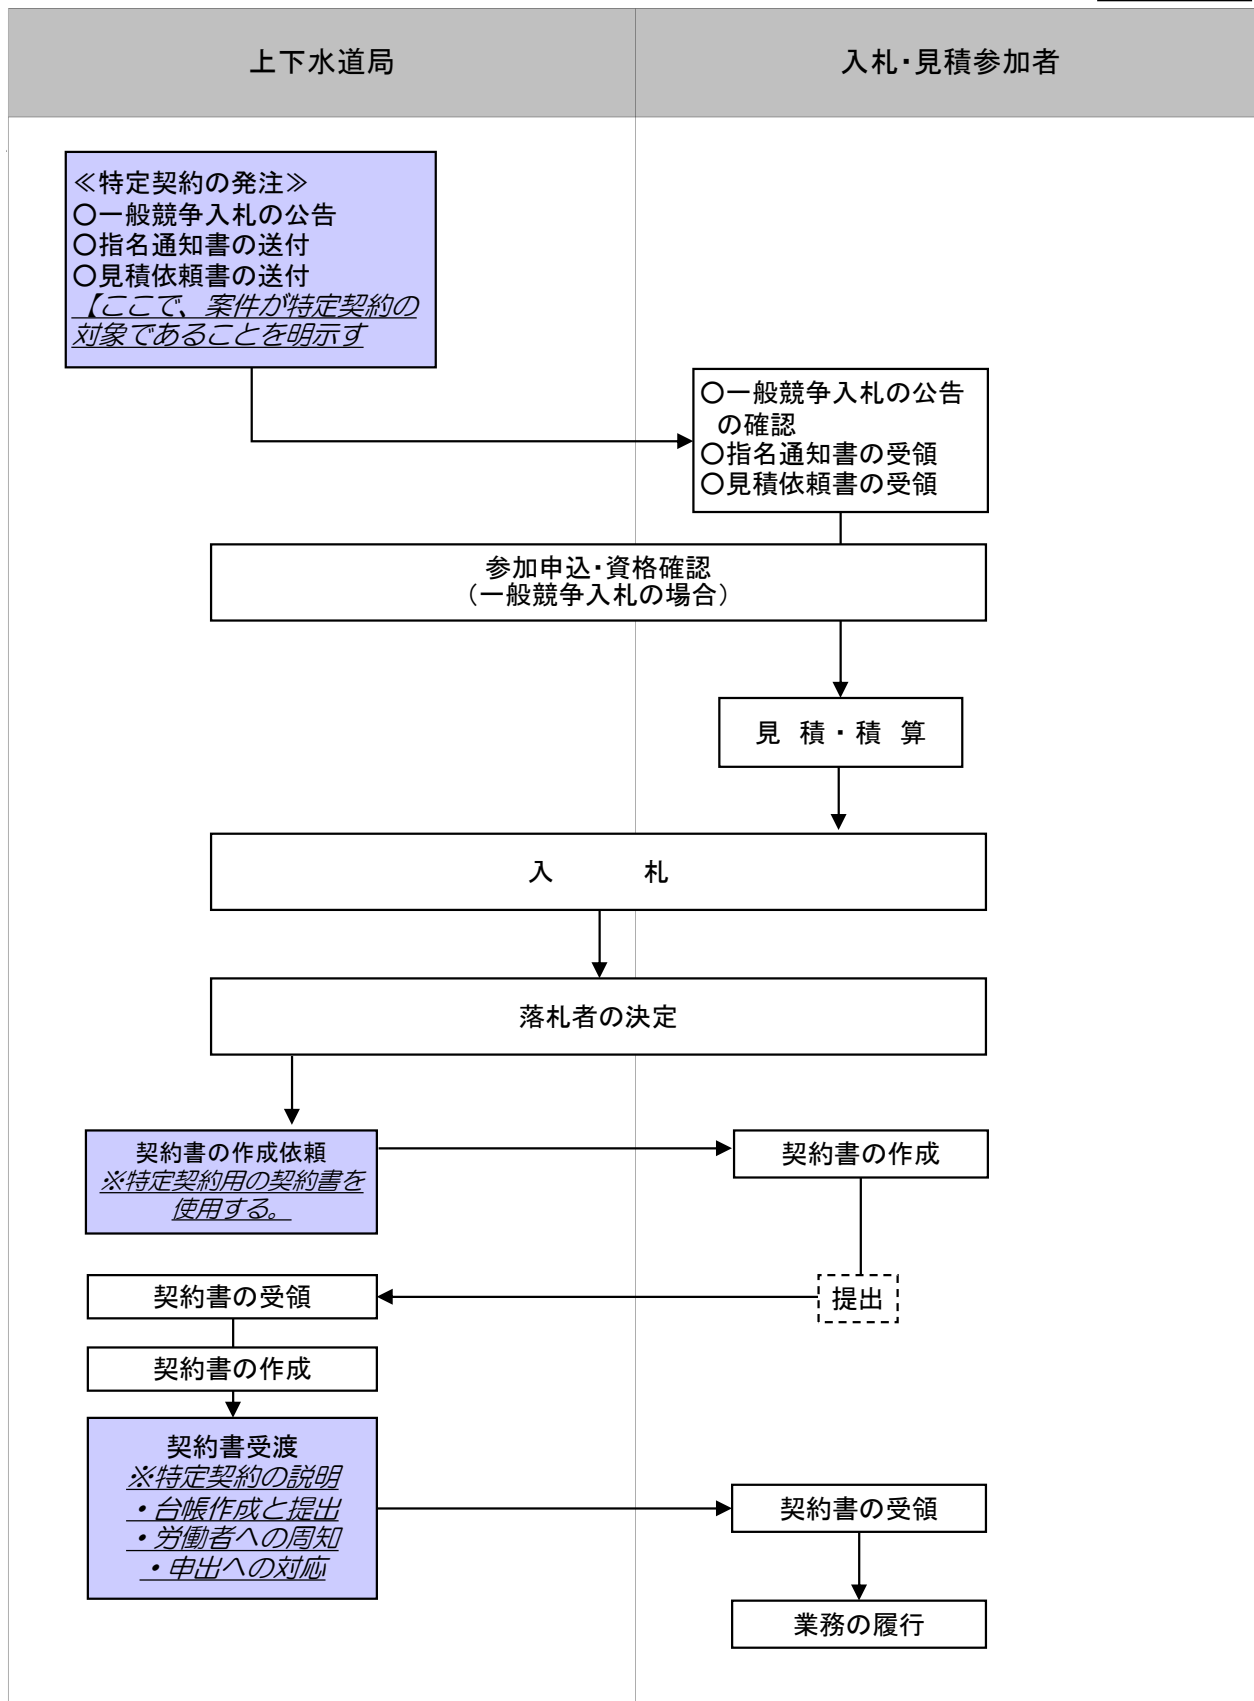 上下水道局
入札・見積参加者
≪特定契約の発注≫
〇一般競争入札の公告
〇指名通知書の送付
〇見積依頼書の送付
【ここで、案件が特定契約の
対象であることを明示す
〇一般競争入札の公告
の確認
〇指名通知書の受領
〇見積依頼書の受領
参加申込・資格確認
（一般競争入札の場合）
見 積・積 算
入 札
落札者の決定
契約書の作成依頼
※特定契約用の契約書を
使用する。
契約書の作成
契約書の受領
提出
契約書の作成
契約書受渡
※特定契約の説明
・台帳作成と提出
・労働者への周知
・申出への対応
契約書の受領
業務の履行